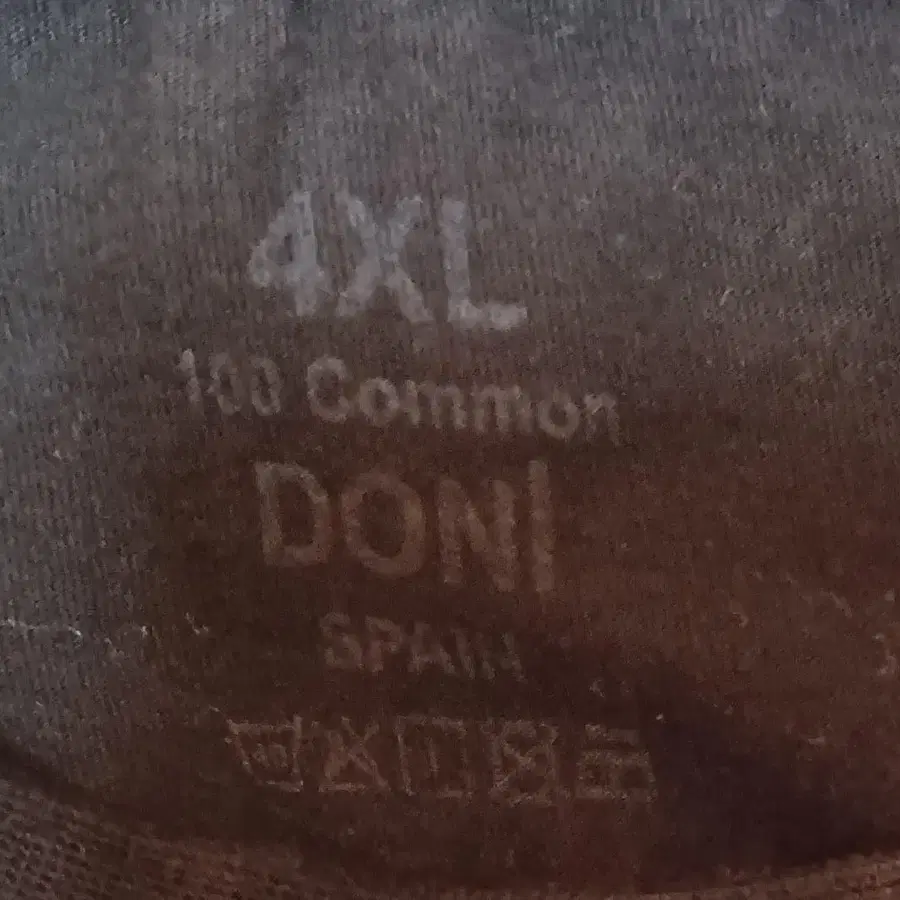 4XL
100 Common
DONI
SPAIN